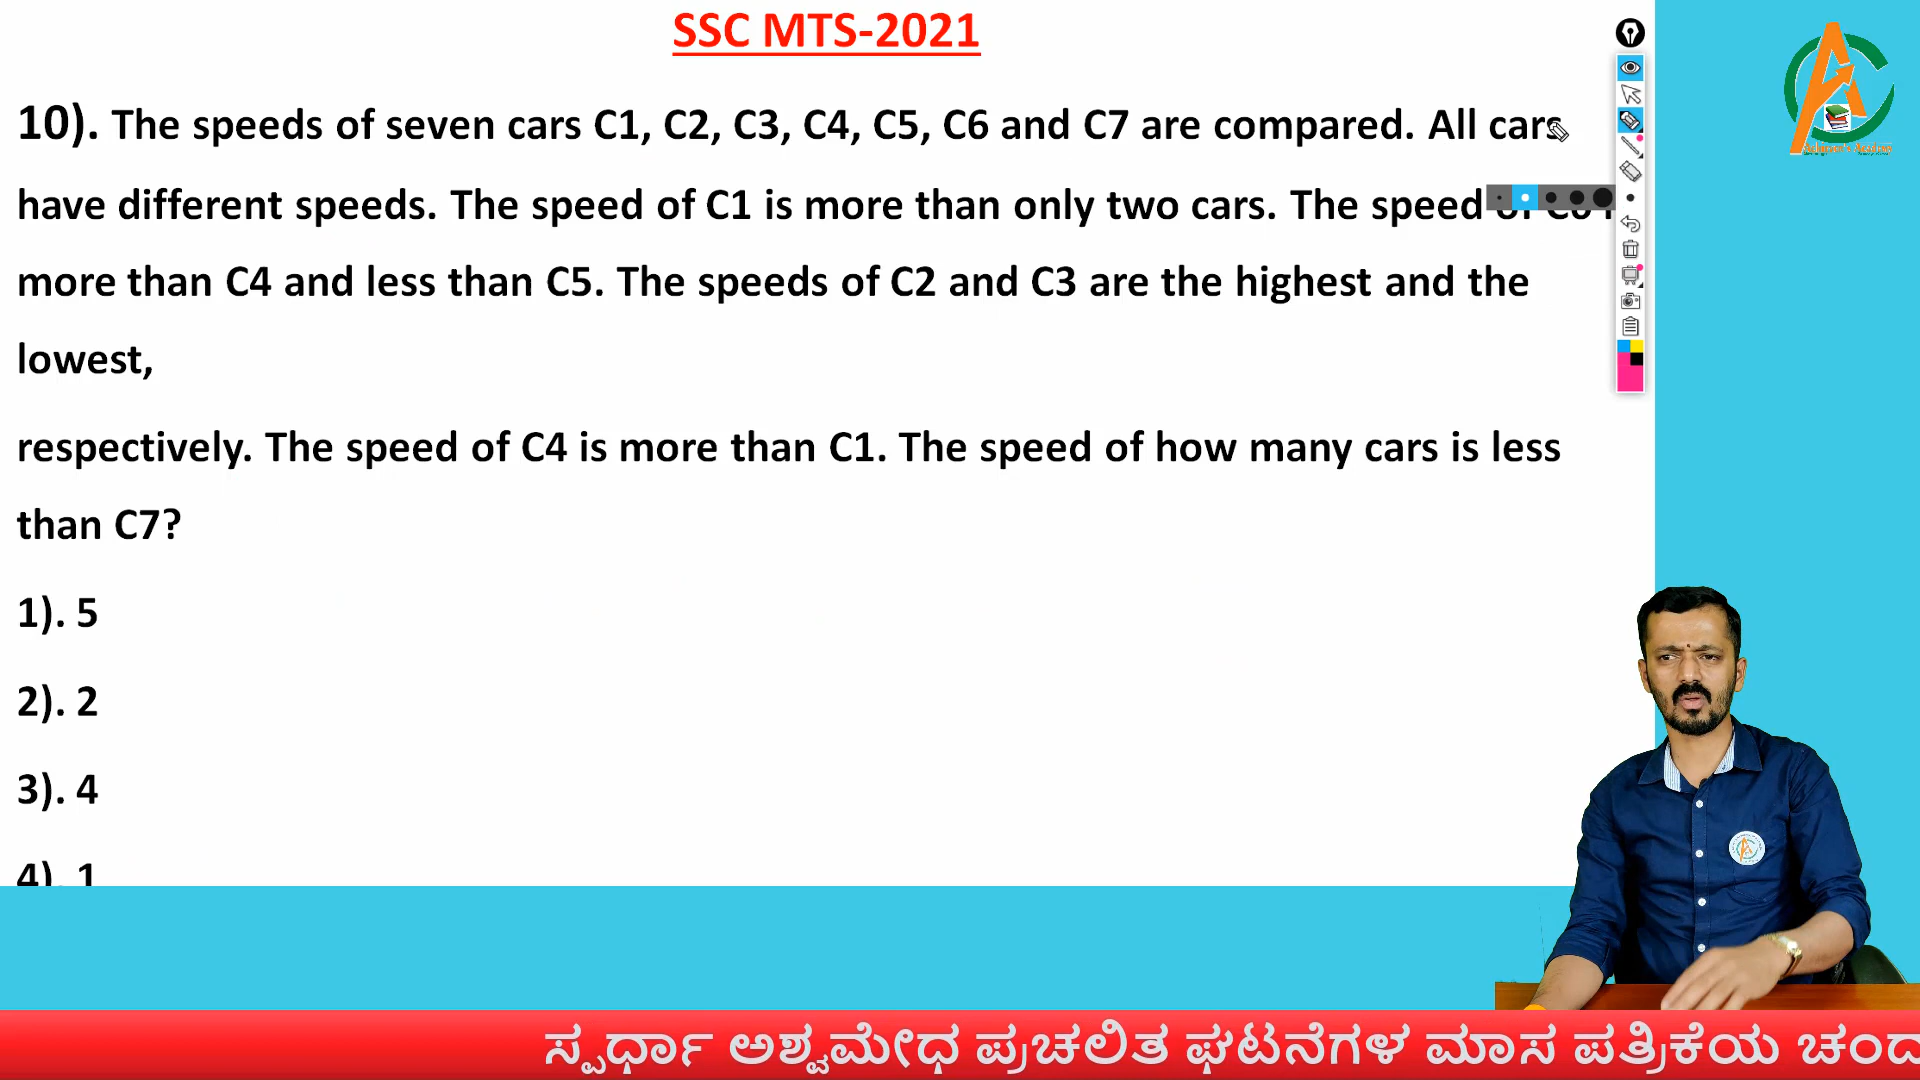 SSC MTS-2021
10). The speeds of seven cars C1, C2, C3, C4, C5, C6 and C7 are compared. All cars
have different speeds. The speed of C1 is more than only two cars. The speed of C6
more than C4 and less than C5. The speeds of C2 and C3 are the highest and the
lowest,
respectively. The speed of C4 is more than C1. The speed of how many cars is less
than C7?
1). 5
2). 2
3). 4
4). 1
ಸ್ಪರ್ಧಾ ಅಶ್ವಮೇಧ ಪ್ರಚಲಿತ ಘಟನೆಗಳ ಮಾಸ ಪತ್ರಿಕೆಯ